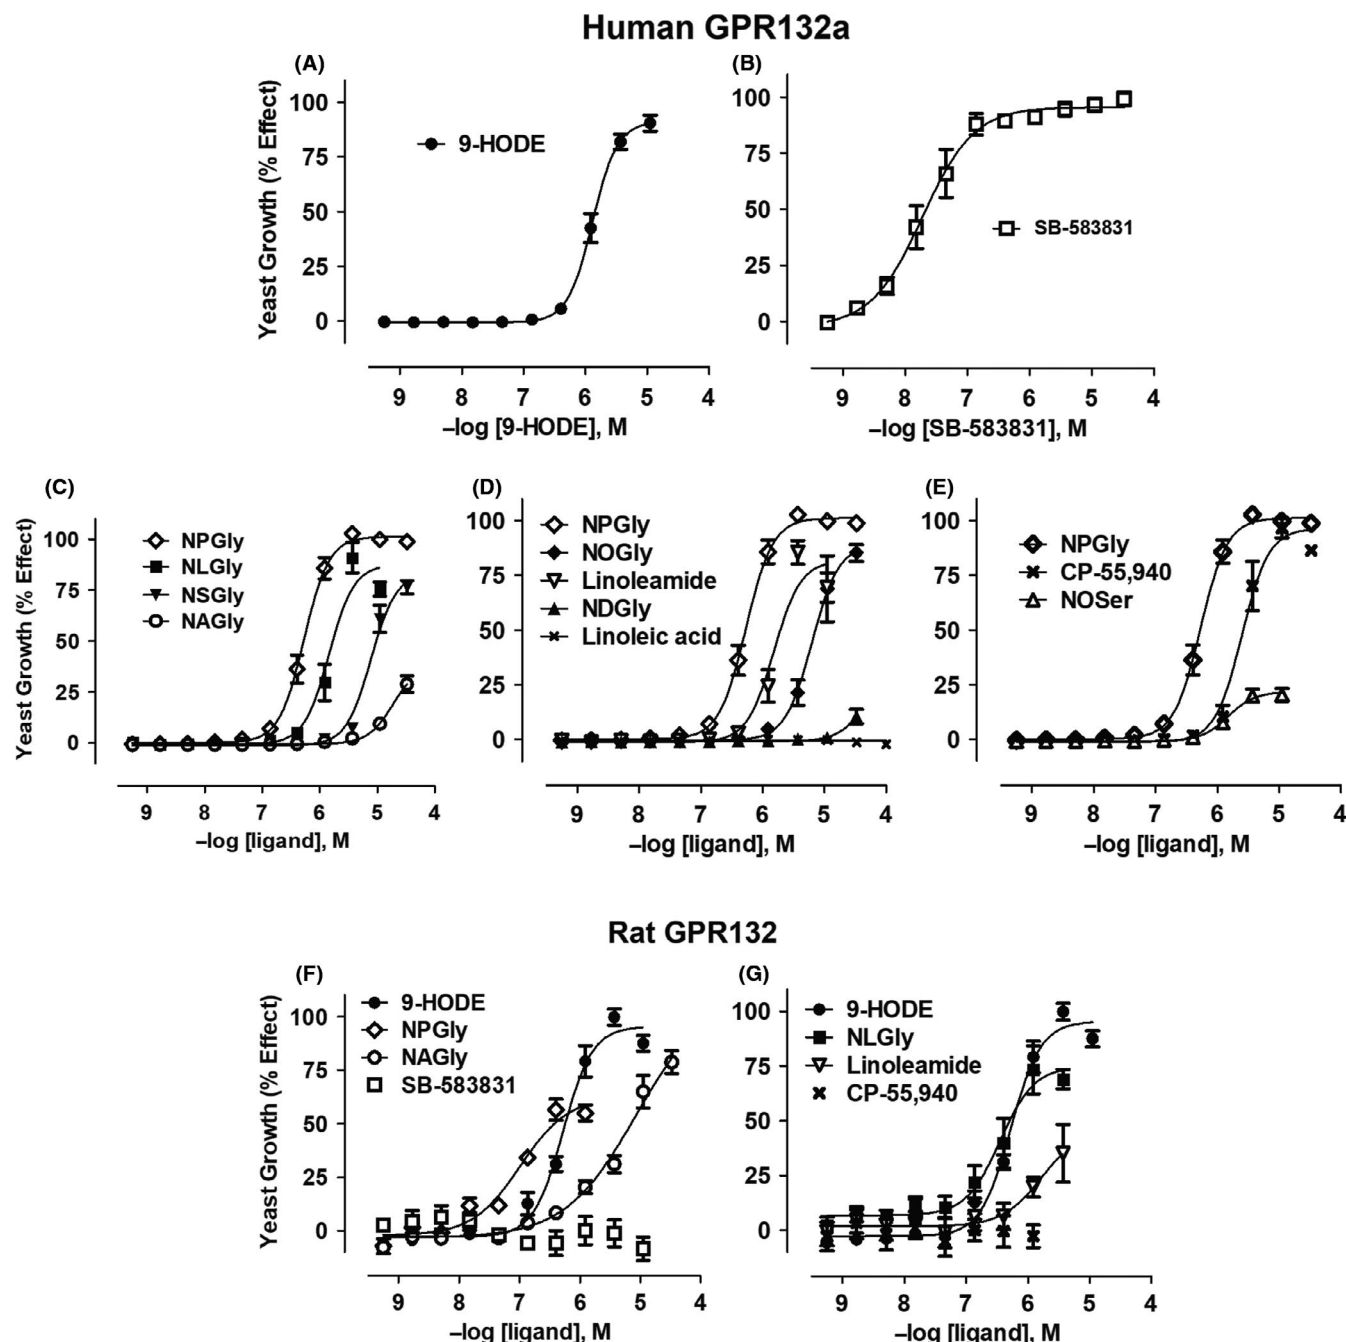 Human GPR132a
(A)
Yeast Growth (% Effect)
100
75
50
25
0
9-HODE
9 8 7 6 5 4
–log [9-HODE], M
(B)
100
75
50
25
0
SB-583831
9 8 7 6 5 4
–log [SB-583831], M
(C)
Yeast Growth (% Effect)
100
75
50
25
0
NPGly
NLGly
NSGly
NAGly
9 8 7 6 5 4
–log [ligand], M
(D)
100
75
50
25
0
NPGly
NOGly
Linoleamide
NDGly
Linoleic acid
9 8 7 6 5 4
–log [ligand], M
(E)
100
75
50
25
0
NPGly
CP-55,940
NOSer
9 8 7 6 5 4
–log [ligand], M
Rat GPR132
(F)
Yeast Growth (% Effect)
100
75
50
25
0
9-HODE
NPGly
NAGly
SB-583831
9 8 7 6 5 4
–log [ligand], M
(G)
100
75
50
25
0
9-HODE
NLGly
Linoleamide
CP-55,940
9 8 7 6 5 4
–log [ligand], M